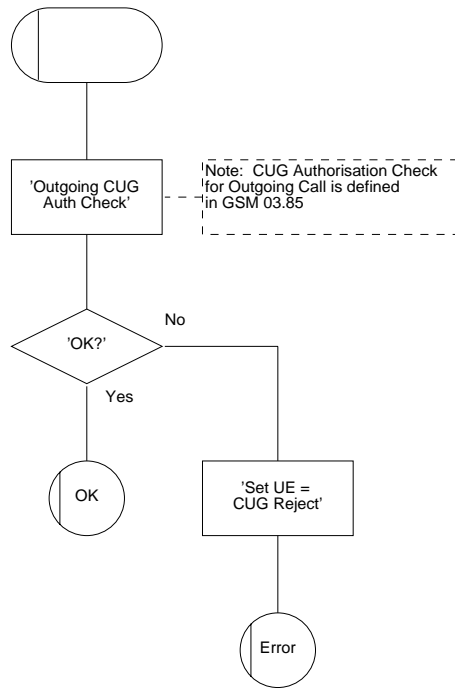 'Outgoing CUG
Auth Check'
Note:  CUG Authorisation Check
for Outgoing Call is defined
in GSM 03.85
'OK?'
No
Yes
OK
'Set UE =
CUG Reject'
Error